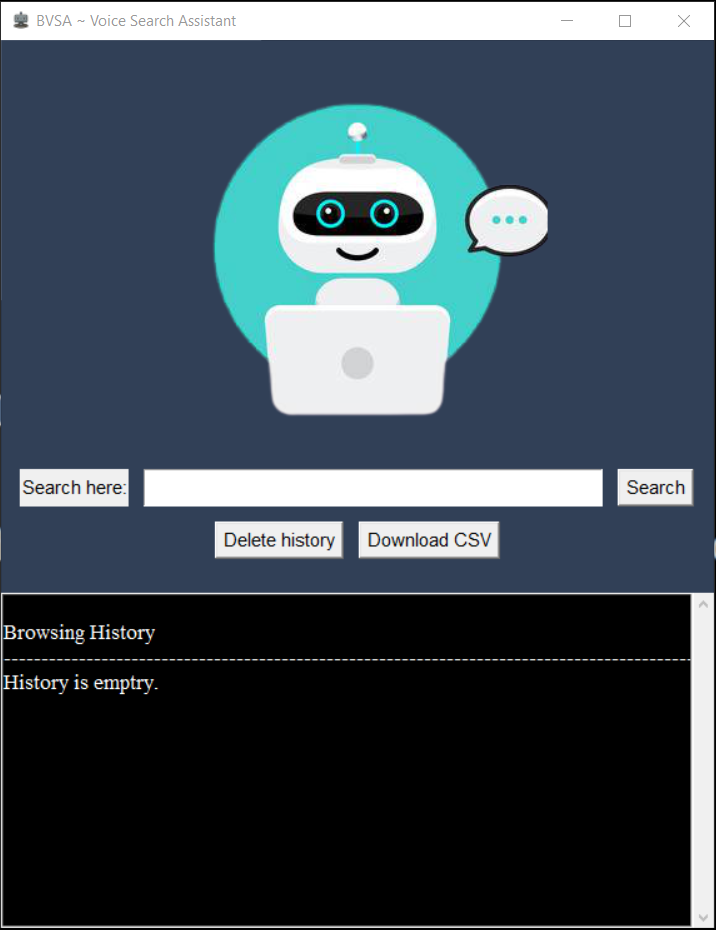 BVSA ~ Voice Search Assistant
Search here:
Search
Delete history
Download CSV
Browsing History
--------------------------------------------------------------------------------------------
History is emptry.